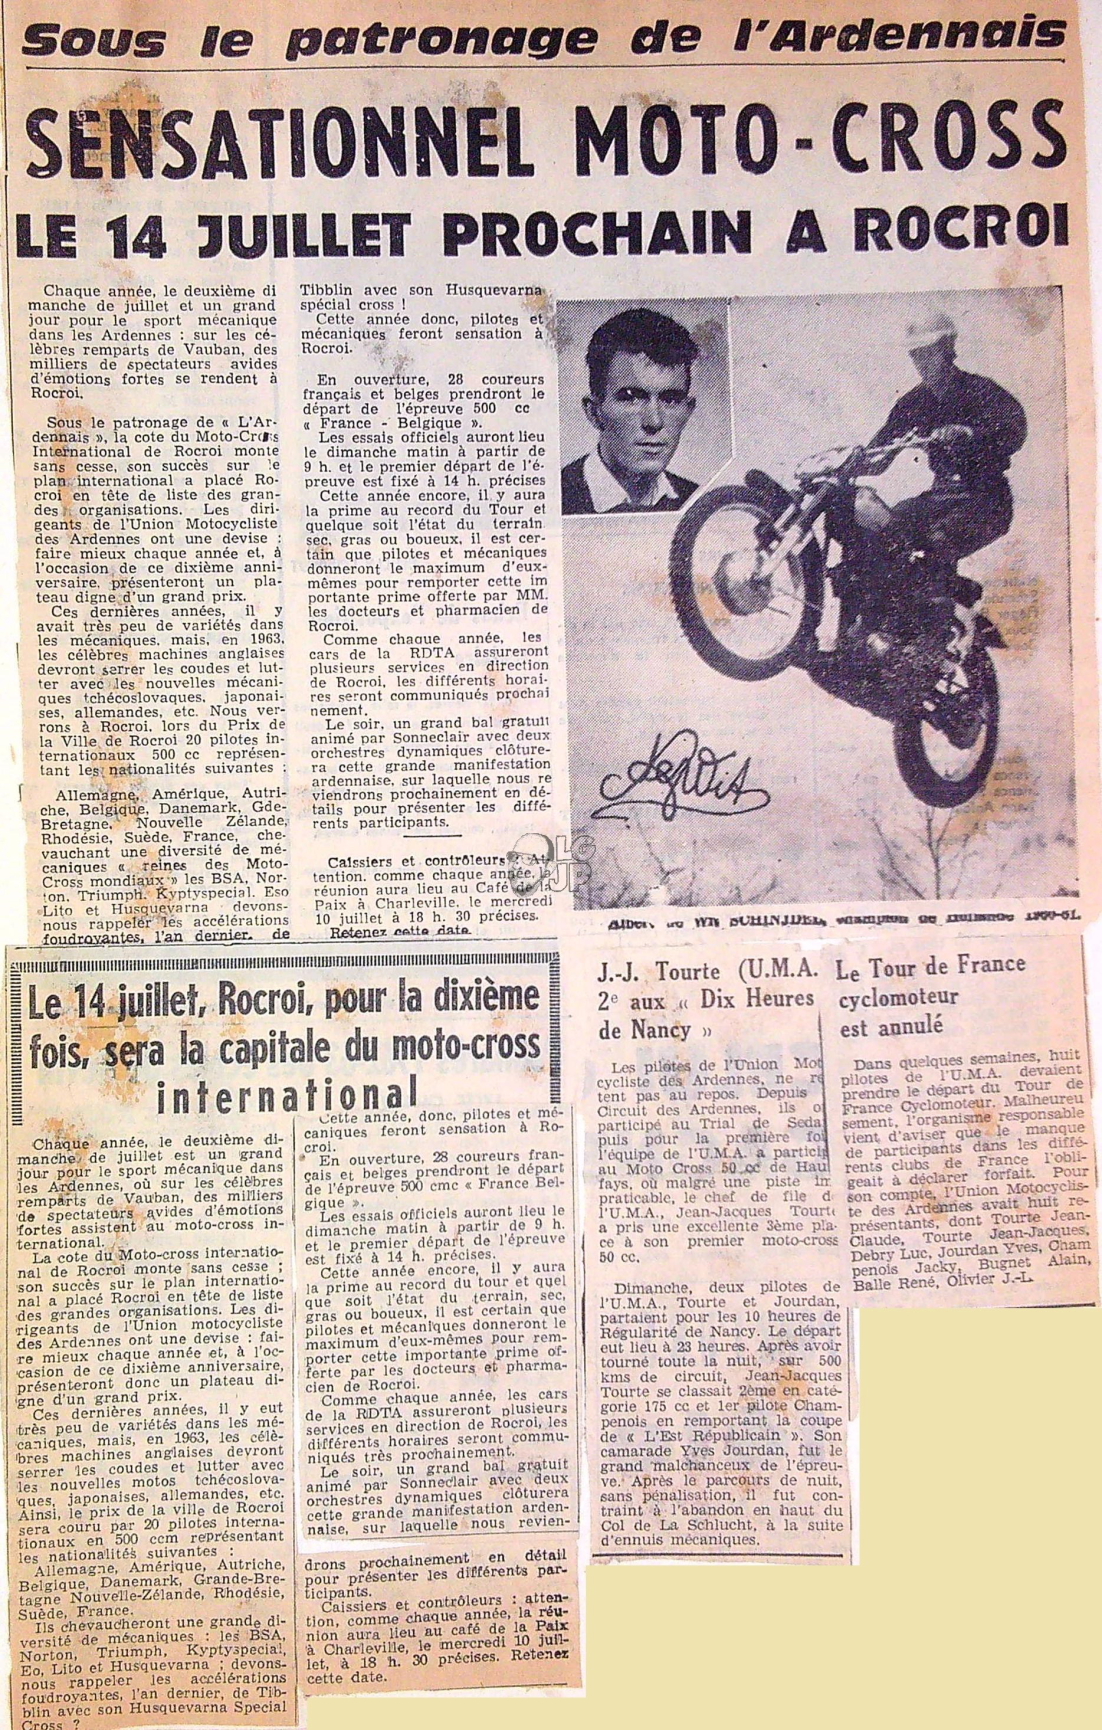 Sous le patronage de l'Ardennais
SENSATIONNEL MOTO-CROSS
LE 14 JUILLET PROCHAIN A ROCROI
Chaque année, le deuxième di
manche de juillet et un grand
jour pour le sport mécanique
dans les Ardennes : sur les cé-
lèbres remparts de Vauban, des
milliers de spectateurs avides
d'émotions fortes se rendent à
Rocroi.
Sous le patronage de « L'Ar-
dennais », la cote du Moto-Cross
International de Rocroi monte
sans cesse, son succès sur le
plan international a placé Ro-
croi en tête de liste des gran-
des organisations. Les diri-
geants de l'Union Motocycliste
des Ardennes ont une devise :
faire mieux chaque année et, à
l'occasion de ce dixième anni-
versaire, présenteront un pla-
teau digne d'un grand prix.
Ces dernières années, il y
avait très peu de variétés dans
les mécaniques, mais, en 1963,
les célèbres machines anglaises
devront serrer les coudes et lut-
ter avec les nouvelles mécani-
ques tchécoslovaques, japonai-
ses, allemandes, etc. Nous ver-
rons à Rocroi, lors du Prix de
la Ville de Rocroi 20 pilotes in-
ternationaux 500 cc représen-
tant les nationalités suivantes :
Allemagne, Amérique, Autri-
che, Belgique, Danemark, Gde-
Bretagne, Nouvelle Zélande,
Rhodésie, Suède, France, che-
vauchant une diversité de mé-
caniques « reines des Moto-
Cross mondiaux » les BSA, Nor-
ton, Triumph, Kyptyspecial, Eso
Lito et Husquevarna : devons-
nous rappeler les accélérations
foudroyantes, l'an dernier, de
Tibblin avec son Husquevarna
spécial cross !
Cette année donc, pilotes et
mécaniques feront sensation à
Rocroi.
En ouverture, 28 coureurs
français et belges prendront le
départ de l'épreuve 500 cc
« France - Belgique ».
Les essais officiels auront lieu
le dimanche matin à partir de
9 h. et le premier départ de l'é-
preuve est fixé à 14 h. précises
Cette année encore, il y aura
la prime au record du Tour et
quelque soit l'état du terrain
sec, gras ou boueux, il est cer-
tain que pilotes et mécaniques
donneront le maximum d'eux-
mêmes pour remporter cette im
portante prime offerte par MM.
les docteurs et pharmacien de
Rocroi.
Comme chaque année, les
cars de la RDTA assureront
plusieurs services en direction
de Rocroi, les différents horai-
res seront communiqués prochai
nement.
Le soir, un grand bal gratuit
animé par Sonneclair avec deux
orchestres dynamiques clôture-
ra cette grande manifestation
ardennaise, sur laquelle nous re
viendrons prochainement en dé-
tails pour présenter les diffé-
rents participants.
Caissiers et contrôleurs : At-
tention, comme chaque année, la
réunion aura lieu au Café de la
Paix à Charleville, le mercredi
10 juillet à 18 h. 30 précises.
Retenez cette date.
LG
JP
champion de 1960-61.
Le 14 juillet, Rocroi, pour la dixième
fois, sera la capitale du moto-cross
international
Chaque année, le deuxième di-
manche de juillet est un grand
jour pour le sport mécanique dans
les Ardennes, où sur les célèbres
remparts de Vauban, des milliers
de spectateurs avides d'émotions
fortes assistent au moto-cross in-
ternational.
La cote du Moto-cross internatio-
nal de Rocroi monte sans cesse ;
son succès sur le plan internatio-
nal a placé Rocroi en tête de liste
des grandes organisations. Les di-
rigeants de l'Union motocycliste
des Ardennes ont une devise : fai-
re mieux chaque année et, à l'oc-
casion de ce dixième anniversaire,
présenteront donc un plateau di-
gne d'un grand prix.
Ces dernières années, il y eut
très peu de variétés dans les mé-
caniques, mais, en 1963, les célè-
bres machines anglaises devront
serrer les coudes et lutter avec
les nouvelles motos tchécoslova-
ques, japonaises, allemandes, etc.
Ainsi, le prix de la ville de Rocroi
sera couru par 20 pilotes interna-
tionaux en 500 ccm représentant
les nationalités suivantes :
Allemagne, Amérique, Autriche,
Belgique, Danemark, Grande-Bre-
tagne Nouvelle-Zélande, Rhodésie,
Suède, France.
Ils chevaucheront une grande di-
versité de mécaniques : les BSA,
Norton, Triumph, Kyptyspecial,
Eo, Lito et Husquevarna ; devons-
nous rappeler les accélérations
foudroyantes, l'an dernier, de Tib-
blin avec son Husquevarna Special
Cross ?
Cette année, donc, pilotes et mé-
caniques feront sensation à Ro-
croi.
En ouverture, 28 coureurs fran-
çais et belges prendront le départ
de l'épreuve 500 cmc « France Bel-
gique ».
Les essais officiels auront lieu le
dimanche matin à partir de 9 h.
et le premier départ de l'épreuve
est fixé à 14 h. précises.
Cette année encore, il y aura
la prime au record du tour et quel
que soit l'état du terrain, sec,
gras ou boueux, il est certain que
pilotes et mécaniques donneront le
maximum d'eux-mêmes pour rem-
porter cette importante prime of-
ferte par les docteurs et pharma-
cien de Rocroi.
Comme chaque année, les cars
de la RDTA assureront plusieurs
services en direction de Rocroi, les
différents horaires seront commu-
niqués très prochainement.
Le soir, un grand bal gratuit
animé par Sonneclair avec deux
orchestres dynamiques clôturera
cette grande manifestation arden-
naise, sur laquelle nous revien-
drons prochainement en détail
pour présenter les différents par-
ticipants.
Caissiers et contrôleurs : atten-
tion, comme chaque année, la réu-
nion aura lieu au café de la Paix
à Charleville, le mercredi 10 juil-
let, à 18 h. 30 précises. Retenez
cette date.
J.-J. Tourte (U.M.A.
2e aux « Dix Heures
de Nancy »
Les pilotes de l'Union Mot
cycliste des Ardennes, ne re
tent pas au repos. Depuis
Circuit des Ardennes, ils o
participé au Trial de Seda
puis pour la première foi
l'équipe de l'U.M.A. a particip
au Moto Cross 50 cc de Hau
fays, où malgré une piste im
praticable, le chef de file d
l'U.M.A., Jean-Jacques Tourte
a pris une excellente 3ème pla-
ce à son premier moto-cross
50 cc.
Dimanche, deux pilotes de
l'U.M.A., Tourte et Jourdan,
partaient pour les 10 heures de
Régularité de Nancy. Le départ
eut lieu à 23 heures. Après avoir
tourné toute la nuit, sur 500
kms de circuit, Jean-Jacques
Tourte se classait 2ème en caté-
gorie 175 cc et 1er pilote Cham-
penois en remportant la coupe
de « L'Est Républicain ». Son
camarade Yves Jourdan, fut le
grand malchanceux de l'épreu-
ve. Après le parcours de nuit,
sans pénalisation, il fut con-
traint à l'abandon en haut du
Col de La Schlucht, à la suite
d'ennuis mécaniques.
Le Tour de France
cyclomoteur
est annulé
Dans quelques semaines, huit
pilotes de l'U.M.A. devaient
prendre le départ du Tour de
France Cyclomoteur. Malheureu
sement, l'organisme responsable
vient d'aviser que le manque
de participants dans les diffé-
rents clubs de France l'obli-
geait à déclarer forfait. Pour
son compte, l'Union Motocyclis-
te des Ardennes avait huit re-
présentants, dont Tourte Jean-
Claude, Tourte Jean-Jacques,
Debry Luc, Jourdan Yves, Cham
penois Jacky, Bugnet Alain,
Balle René, Olivier J.-L.